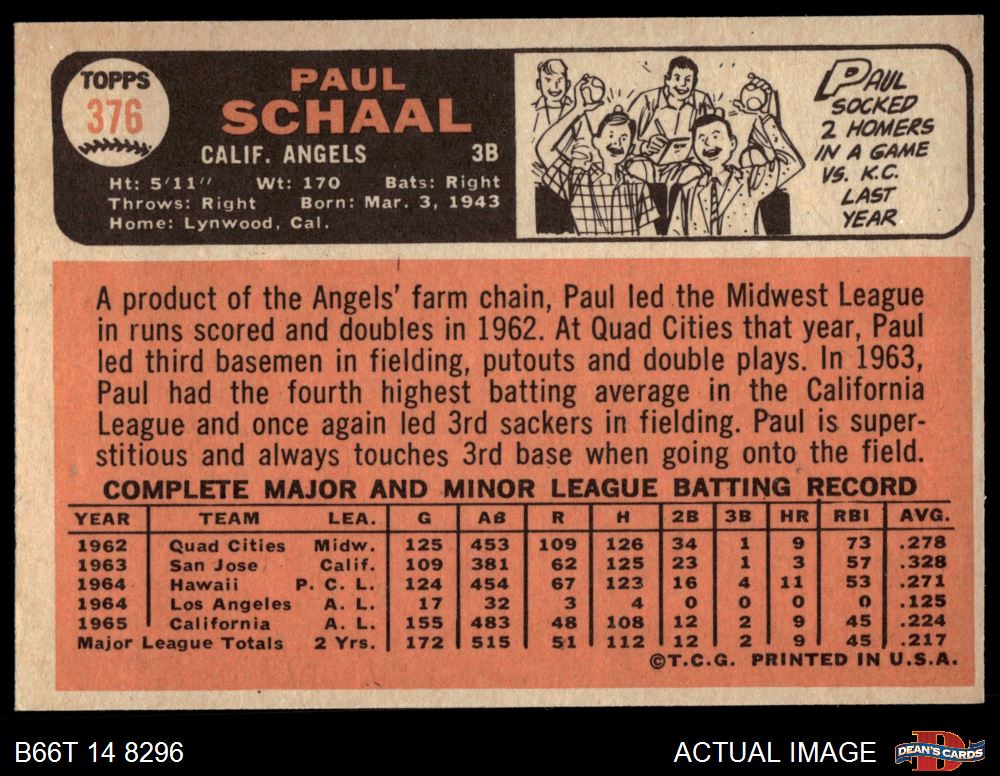 TOPPS
376
PAUL
SCHAAL
CALIF. ANGELS 3B
Ht: 5'11" Wt: 170 Bats: Right
Throws: Right Born: Mar. 3, 1943
Home: Lynwood, Cal.
PAUL
SOCKED
2 HOMERS
IN A GAME
VS. K.C.
LAST
YEAR
A product of the Angels' farm chain, Paul led the Midwest League
in runs scored and doubles in 1962. At Quad Cities that year, Paul
led third basemen in fielding, putouts and double plays. In 1963,
Paul had the fourth highest batting average in the California
League and once again led 3rd sackers in fielding. Paul is super-
stitious and always touches 3rd base when going onto the field.
COMPLETE MAJOR AND MINOR LEAGUE BATTING RECORD
YEAR TEAM LEA. G AB R H 2B 3B HR RBI AVG.
1962 Quad Cities Midw. 125 453 109 126 34 1 9 73 .278
1963 San Jose Calif. 109 381 62 125 23 1 3 57 .328
1964 Hawaii P. C. L. 124 454 67 123 16 4 11 53 .271
1964 Los Angeles A. L. 17 32 3 4 0 0 0 0 .125
1965 California A. L. 155 483 48 108 12 2 9 45 .224
Major League Totals 2 Yrs. 172 515 51 112 12 2 9 45 .217
©T.C.G. PRINTED IN U.S.A.
B66T 14 8296 ACTUAL IMAGE DEAN'S CARDS